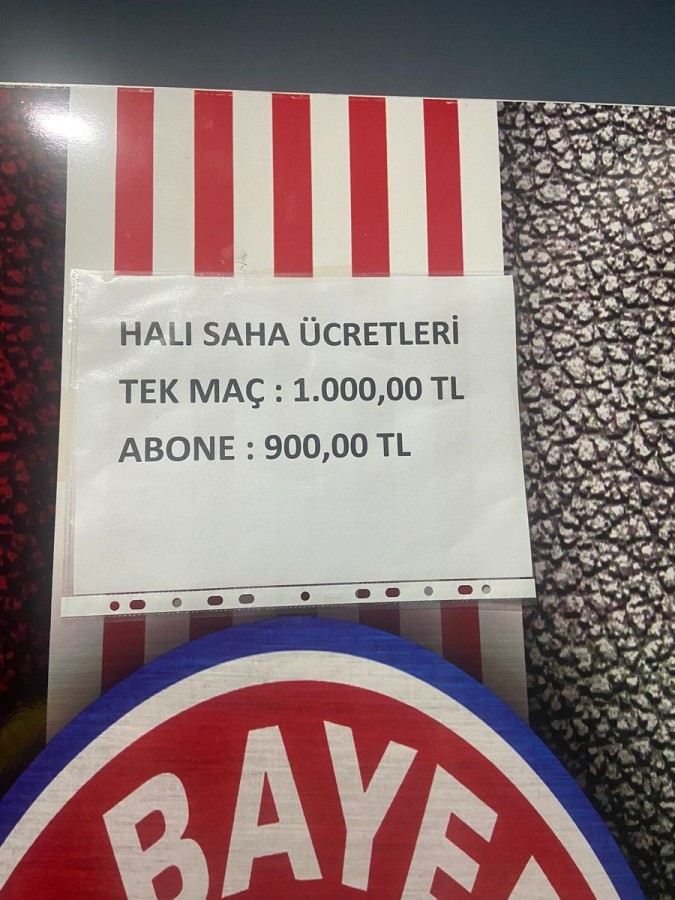 HALI SAHA ÜCRETLERİ
TEK MAÇ : 1.000,00 TL
ABONE : 900,00 TL
BAYE